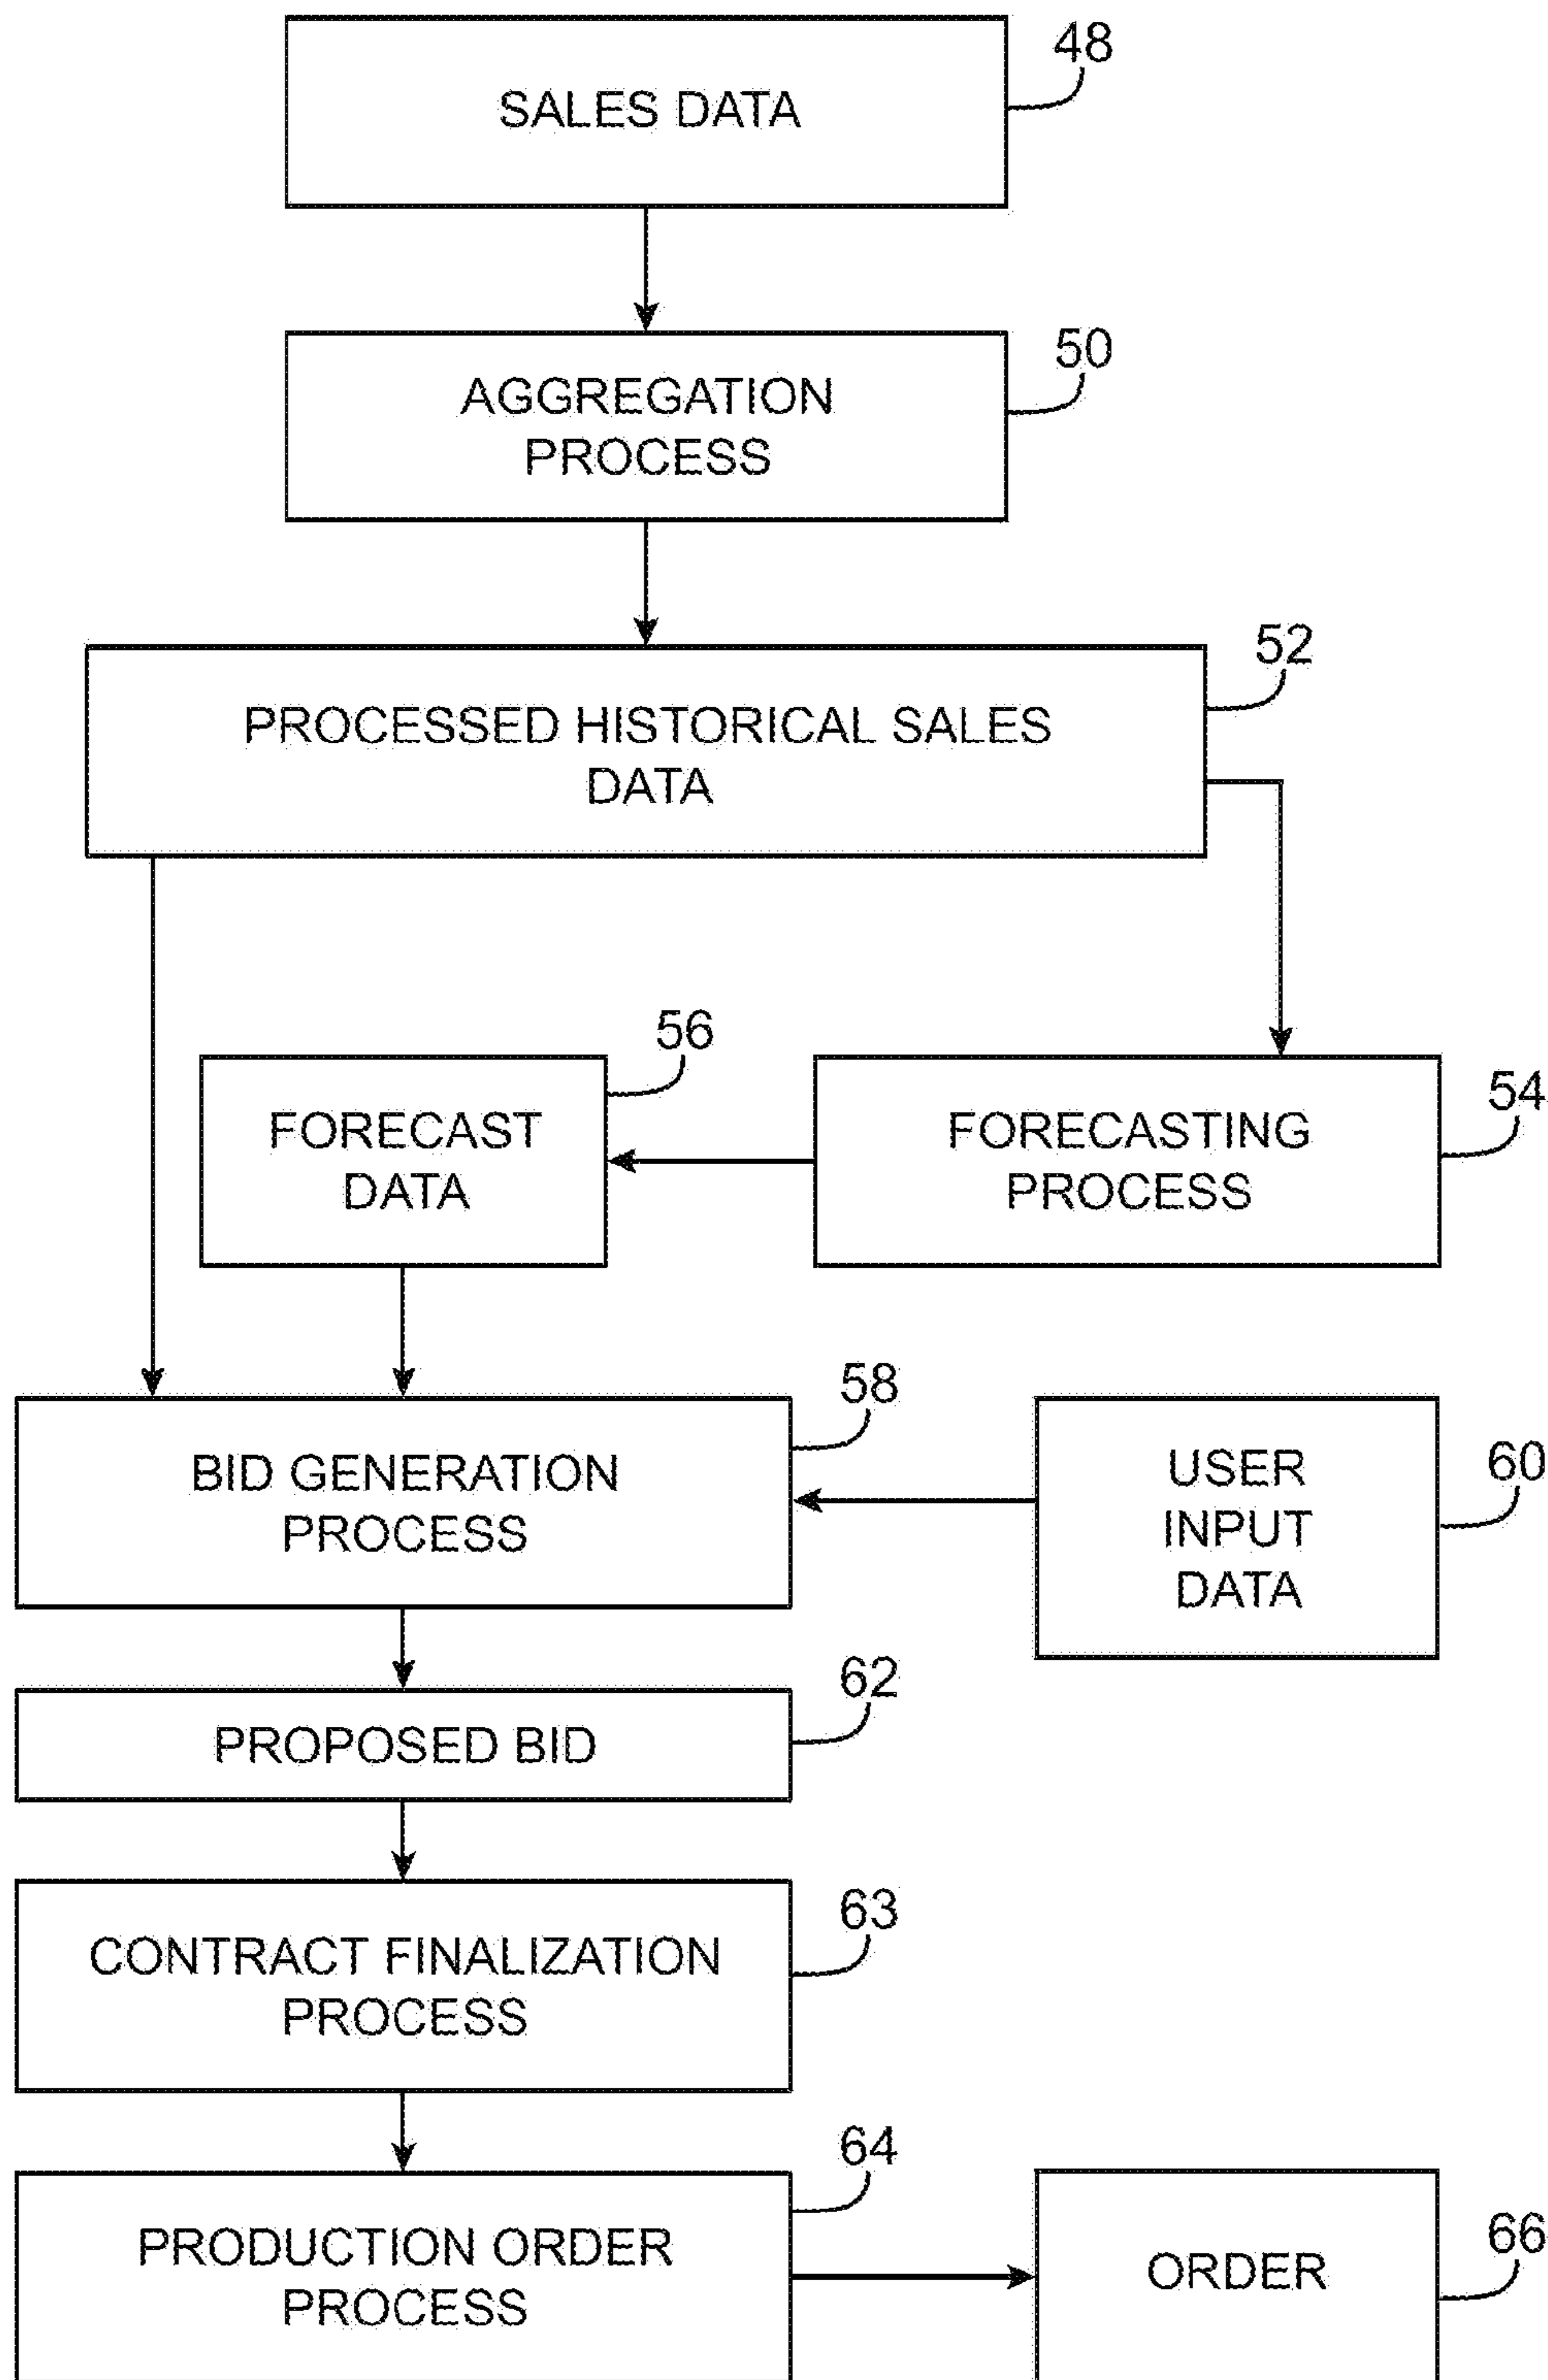 48
SALES DATA
50
AGGREGATION
PROCESS
52
PROCESSED HISTORICAL SALES
DATA
56
FORECAST
DATA
54
FORECASTING
PROCESS
58
BID GENERATION
PROCESS
60
USER
INPUT
DATA
62
PROPOSED BID
63
CONTRACT FINALIZATION
PROCESS
64
PRODUCTION ORDER
PROCESS
66
ORDER